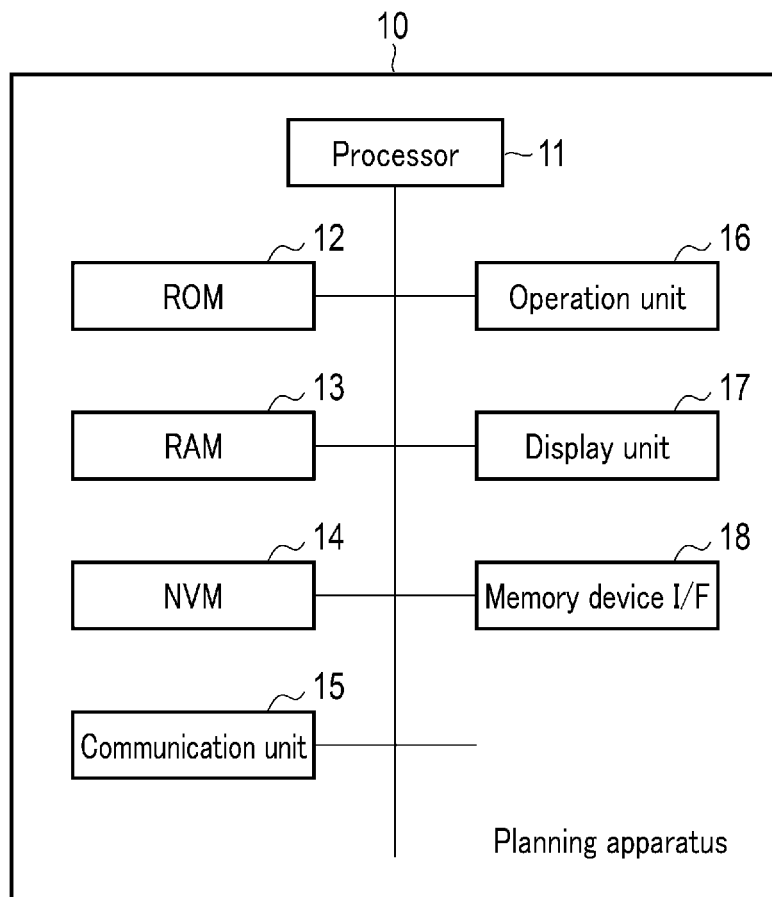 10
Processor
11
12
ROM
16
Operation unit
13
RAM
17
Display unit
14
NVM
18
Memory device I/F
15
Communication unit
Planning apparatus